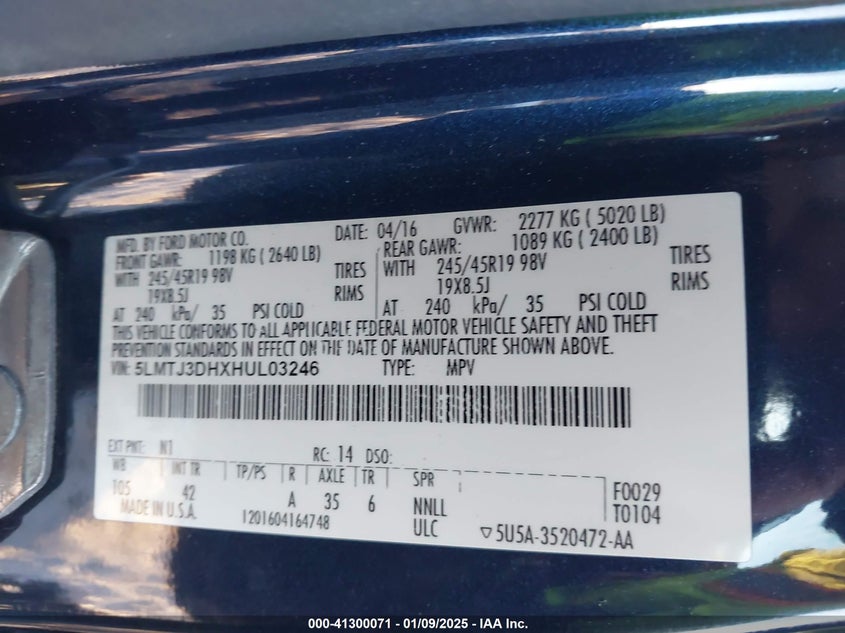 MFD. BY FORD MOTOR CO. DATE: 04/16 GVWR: 2277 KG ( 5020 LB)
FRONT GAWR: 1198 KG ( 2640 LB) REAR GAWR: 1089 KG ( 2400 LB)
WITH 245/45R19 98V TIRES WITH 245/45R19 98V TIRES
19X8.5J RIMS 19X8.5J RIMS
AT 240 kPa/ 35 PSI COLD AT 240 kPa/ 35 PSI COLD
THIS VEHICLE CONFORMS TO ALL APPLICABLE FEDERAL MOTOR VEHICLE SAFETY AND THEFT
PREVENTION STANDARDS IN EFFECT ON THE DATE OF MANUFACTURE SHOWN ABOVE.
VIN: 5LMTJ3DHXHUL03246 TYPE: MPV
EXT PNT: N1 RC: 14 DSO:
WB INT TR TP/PS R AXLE TR SPR
105 42 A 35 6 NNLL F0029
MADE IN U.S.A. 1201604164748 ULC T0104
▽5U5A-3520472-AA
000-41300071 - 01/09/2025 - IAA Inc.